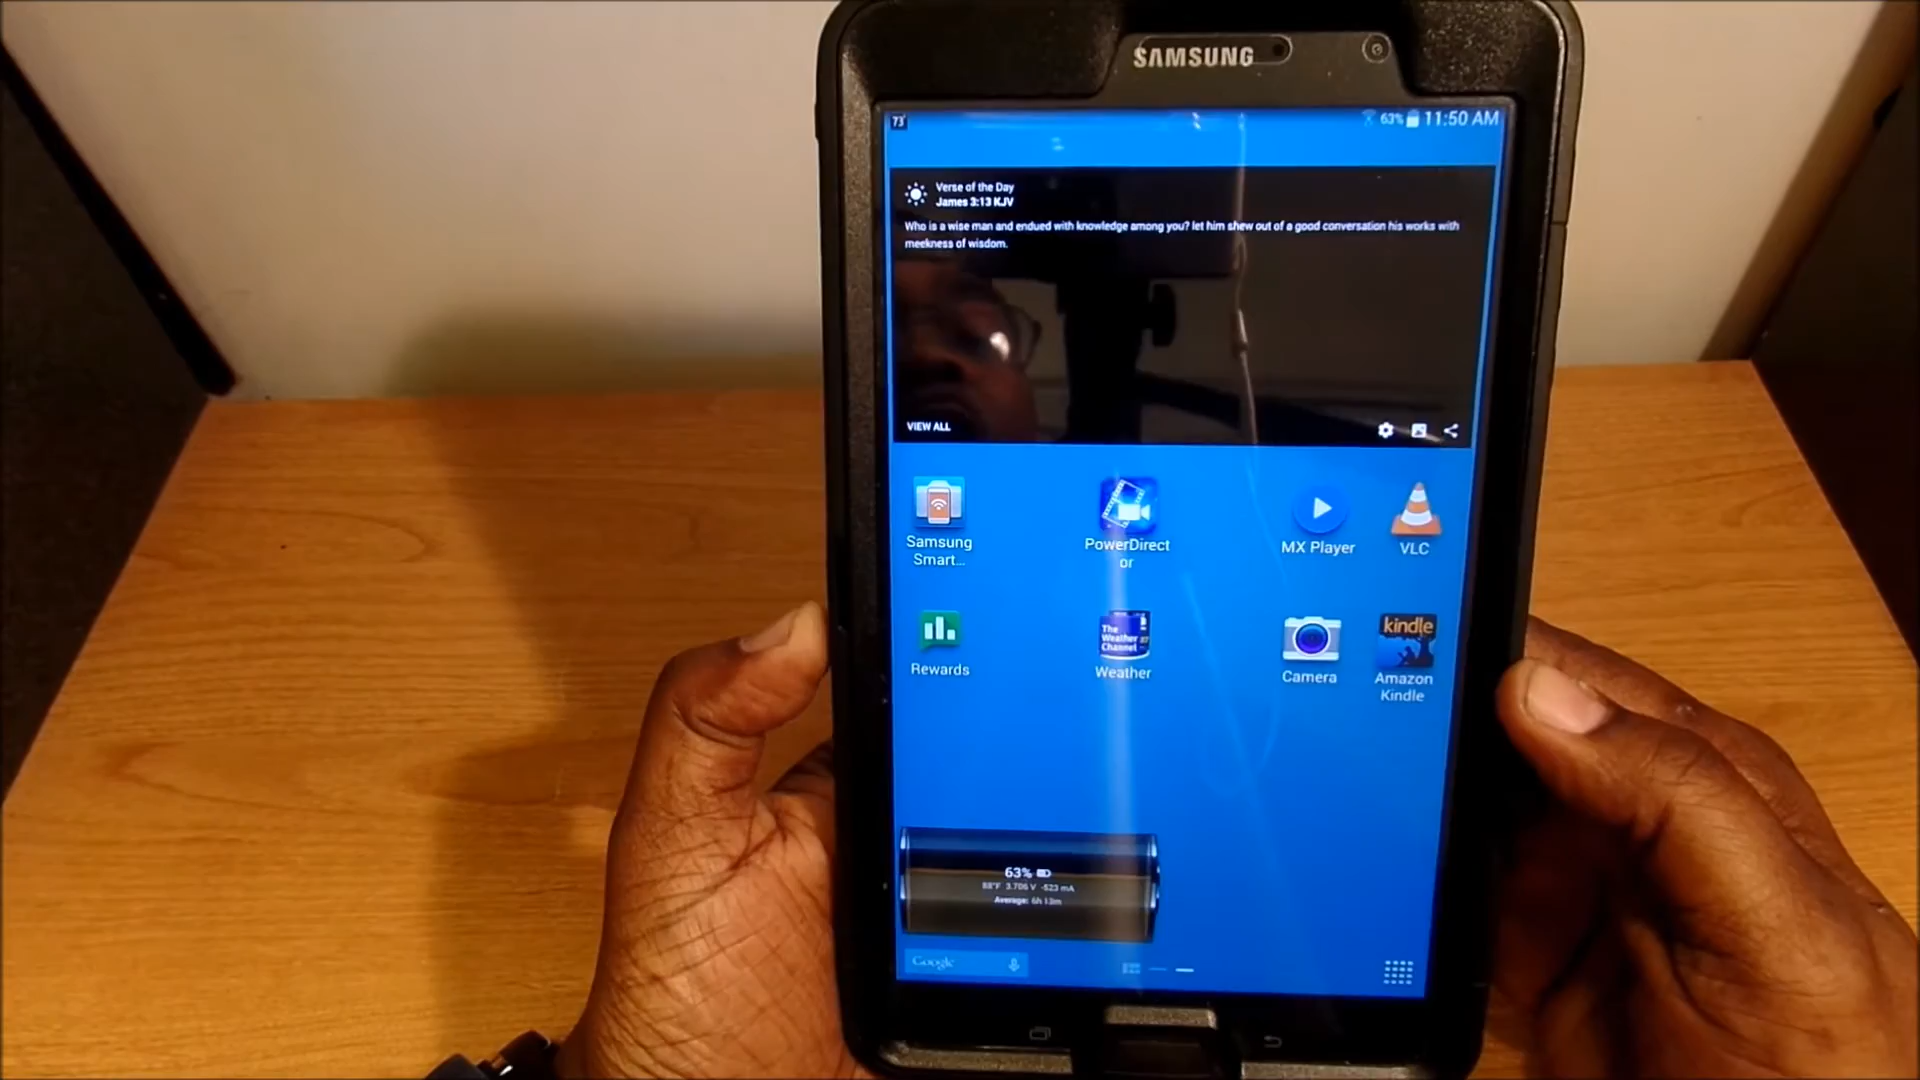 SAMSUNG
73°
63% 11:50 AM
Verse of the Day
James 3:13 KJV
Who is a wise man and endued with knowledge among you? let him shew out of a good conversation his works with
meekness of wisdom.
VIEW ALL
Samsung
Smart...
PowerDirect
or
MX Player
VLC
The
Weather
Channel
kindle
Rewards
Weather
Camera
Amazon
Kindle
63%
88°F 3.706 V -523 mA
Average: 6h 13m
Google